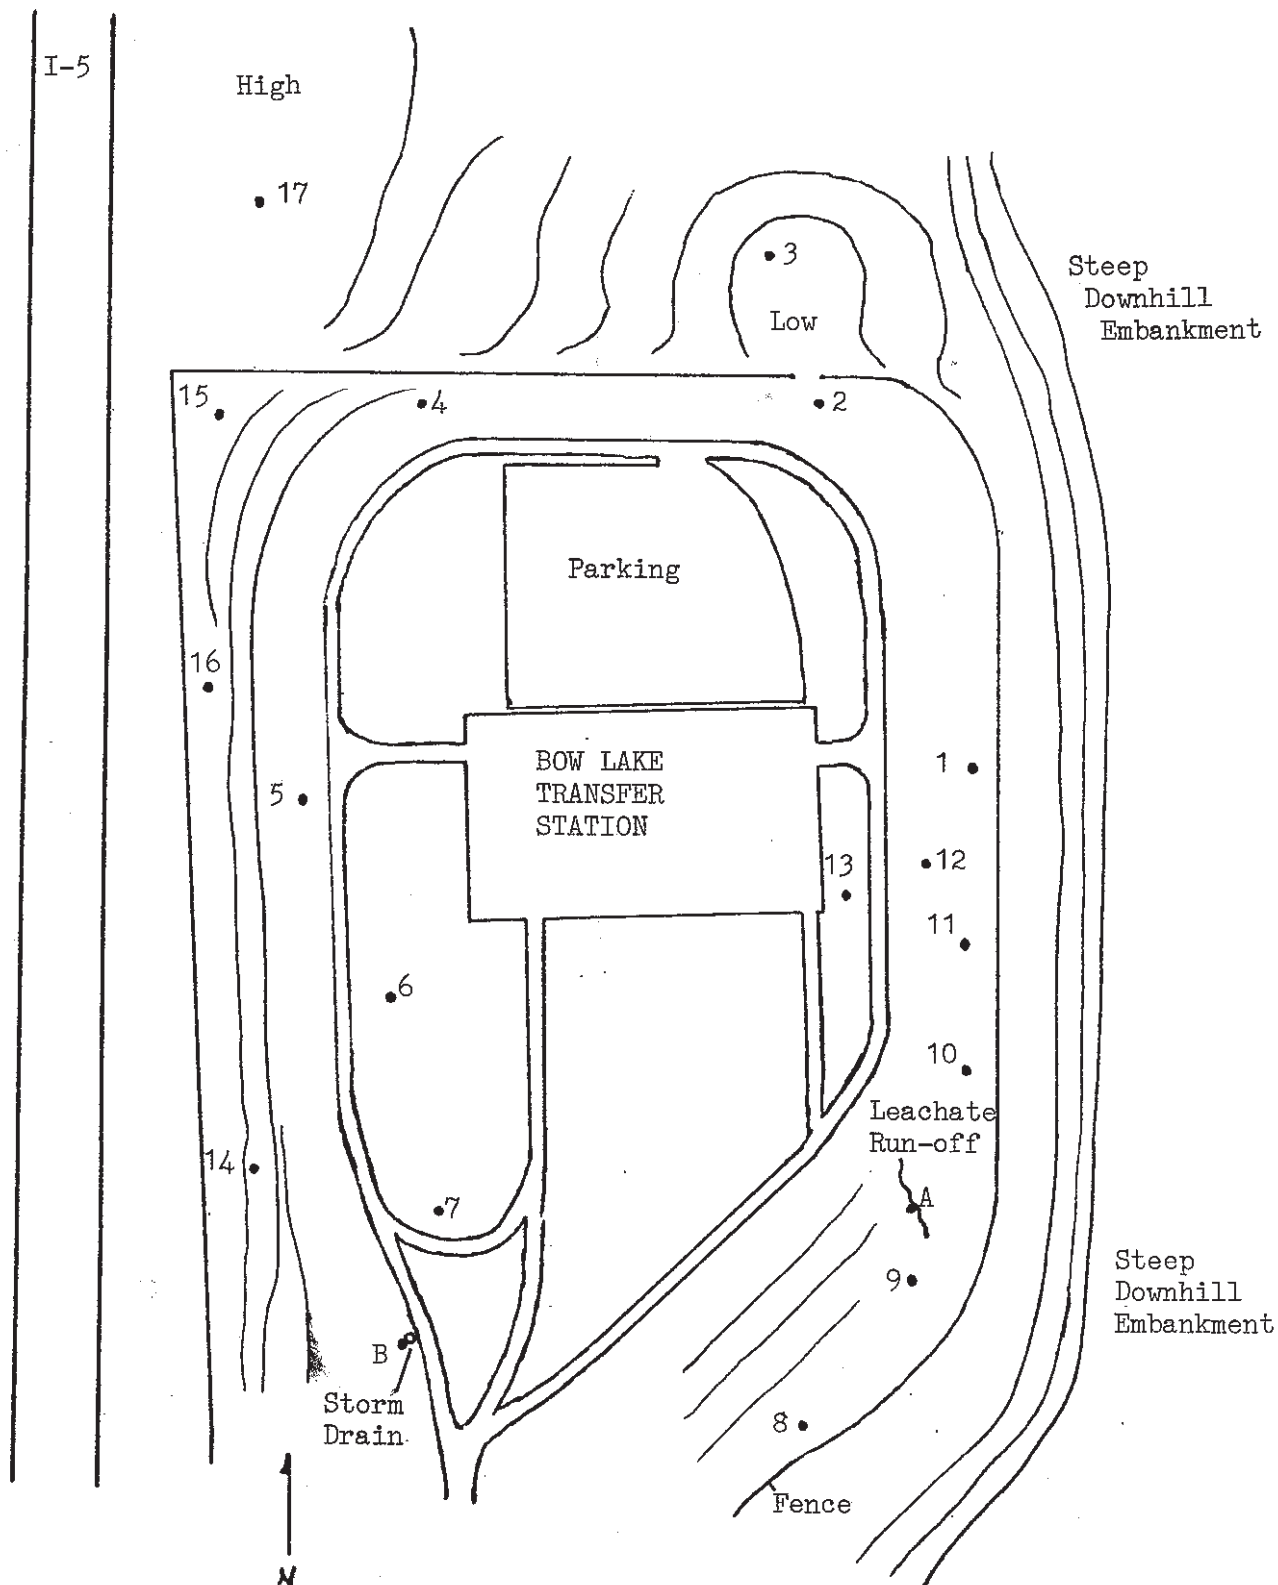 I-5
High
17
3
Low
Steep
Downhill
Embankment
15
4
2
Parking
16
BOW LAKE
TRANSFER
STATION
1
5
12
13
11
6
10
Leachate
Run-off
14
A
7
9
Steep
Downhill
Embankment
B
Storm
Drain
8
Fence
N